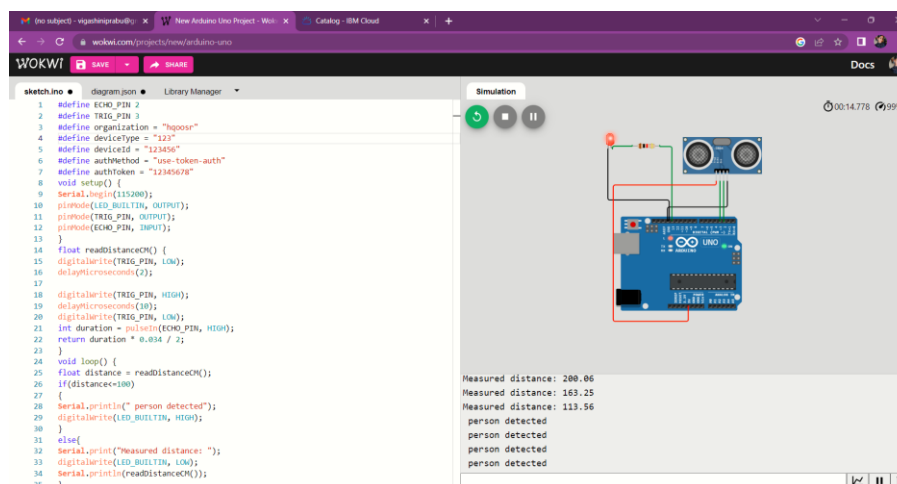 (no subject) - vigashiniprabu@gr
New Arduino Uno Project - Wok
Catalog - IBM Cloud
wokwi.com/projects/new/arduino-uno
WOKWI SAVE SHARE Docs
sketch.ino diagram.json Library Manager
1 #define ECHO_PIN 2
2 #define TRIG_PIN 3
3 #define organization = "hqoosr"
4 #define deviceType = "123"
5 #define deviceId = "123456"
6 #define authMethod = "use-token-auth"
7 #define authToken = "12345678"
8 void setup() {
9 Serial.begin(115200);
10 pinMode(LED_BUILTIN, OUTPUT);
11 pinMode(TRIG_PIN, OUTPUT);
12 pinMode(ECHO_PIN, INPUT);
13 }
14 float readDistanceCM() {
15 digitalWrite(TRIG_PIN, LOW);
16 delayMicroseconds(2);
17
18 digitalWrite(TRIG_PIN, HIGH);
19 delayMicroseconds(10);
20 digitalWrite(TRIG_PIN, LOW);
21 int duration = pulseIn(ECHO_PIN, HIGH);
22 return duration * 0.034 / 2;
23 }
24 void loop() {
25 float distance = readDistanceCM();
26 if(distance<=100)
27 {
28 Serial.println(" person detected");
29 digitalWrite(LED_BUILTIN, HIGH);
30 }
31 else{
32 Serial.print("Measured distance: ");
33 digitalWrite(LED_BUILTIN, LOW);
34 Serial.println(readDistanceCM());
Simulation
00:14.778 99
UNO
ARDUINO
Measured distance: 200.06
Measured distance: 163.25
Measured distance: 113.56
person detected
person detected
person detected
person detected